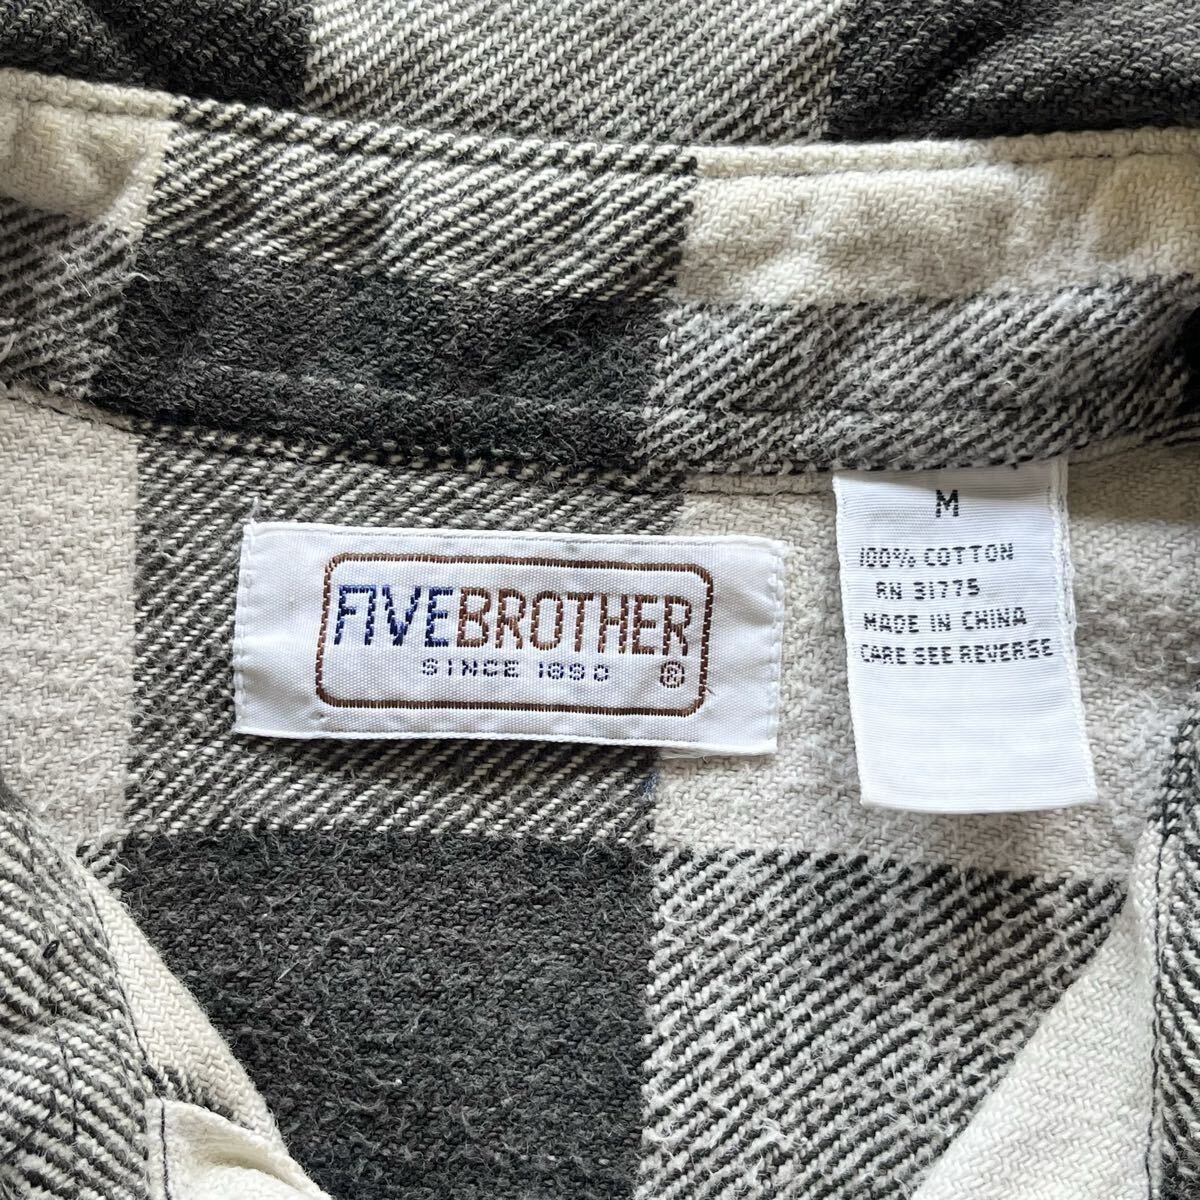 FIVEBROTHER
SINCE 1890 ®
M
100% COTTON
RN 31775
MADE IN CHINA
CARE SEE REVERSE